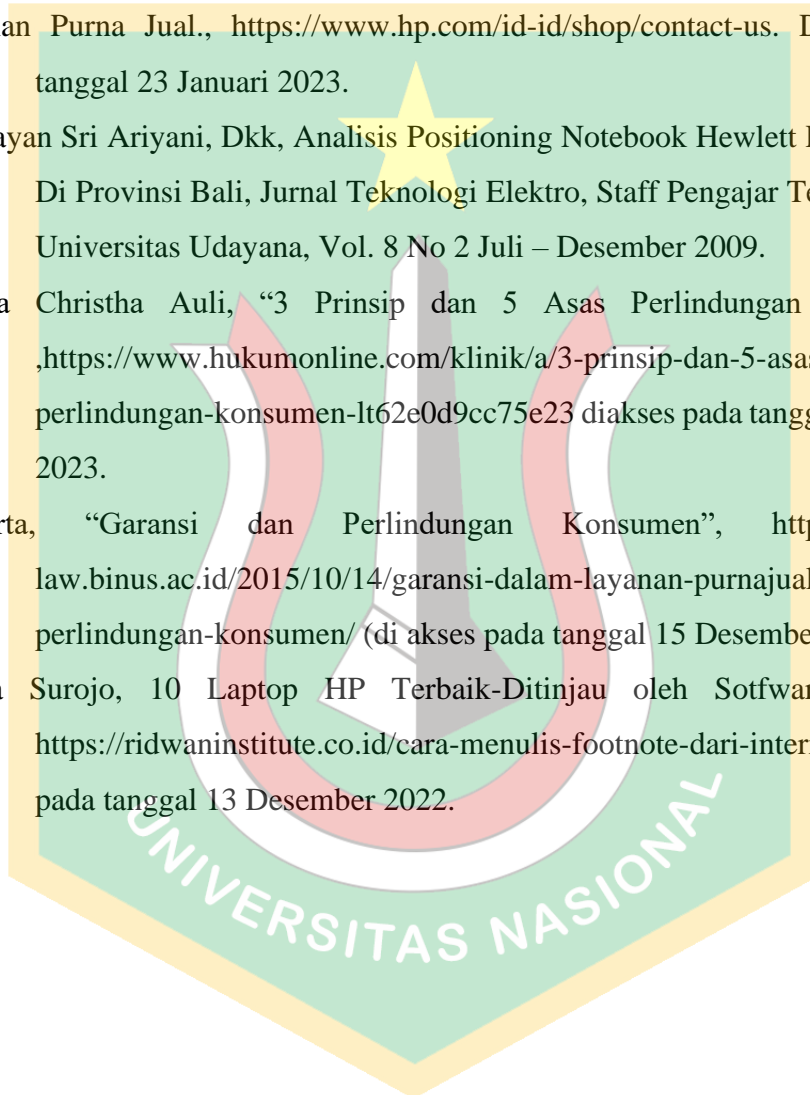 an Purna Jual., https://www.hp.com/id-id/shop/contact-us. D
tanggal 23 Januari 2023.
ayan Sri Ariyani, Dkk, Analisis Positioning Notebook Hewlett
Di Provinsi Bali, Jurnal Teknologi Elektro, Staff Pengajar Te
Universitas Udayana, Vol. 8 No 2 Juli – Desember 2009.
a Christha Auli, “3 Prinsip dan 5 Asas Perlindungan
,https://www.hukumonline.com/klinik/a/3-prinsip-dan-5-asas
perlindungan-konsumen-lt62e0d9cc75e23 diakses pada tangg
2023.
rta, “Garansi dan Perlindungan Konsumen”, http
law.binus.ac.id/2015/10/14/garansi-dalam-layanan-purnajual
perlindungan-konsumen/ (di akses pada tanggal 15 Desembe
a Surojo, 10 Laptop HP Terbaik-Ditinjau oleh Sotfwar
https://ridwaninstitute.co.id/cara-menulis-footnote-dari-intern
pada tanggal 13 Desember 2022.
UNIVERSITAS NASIONAL